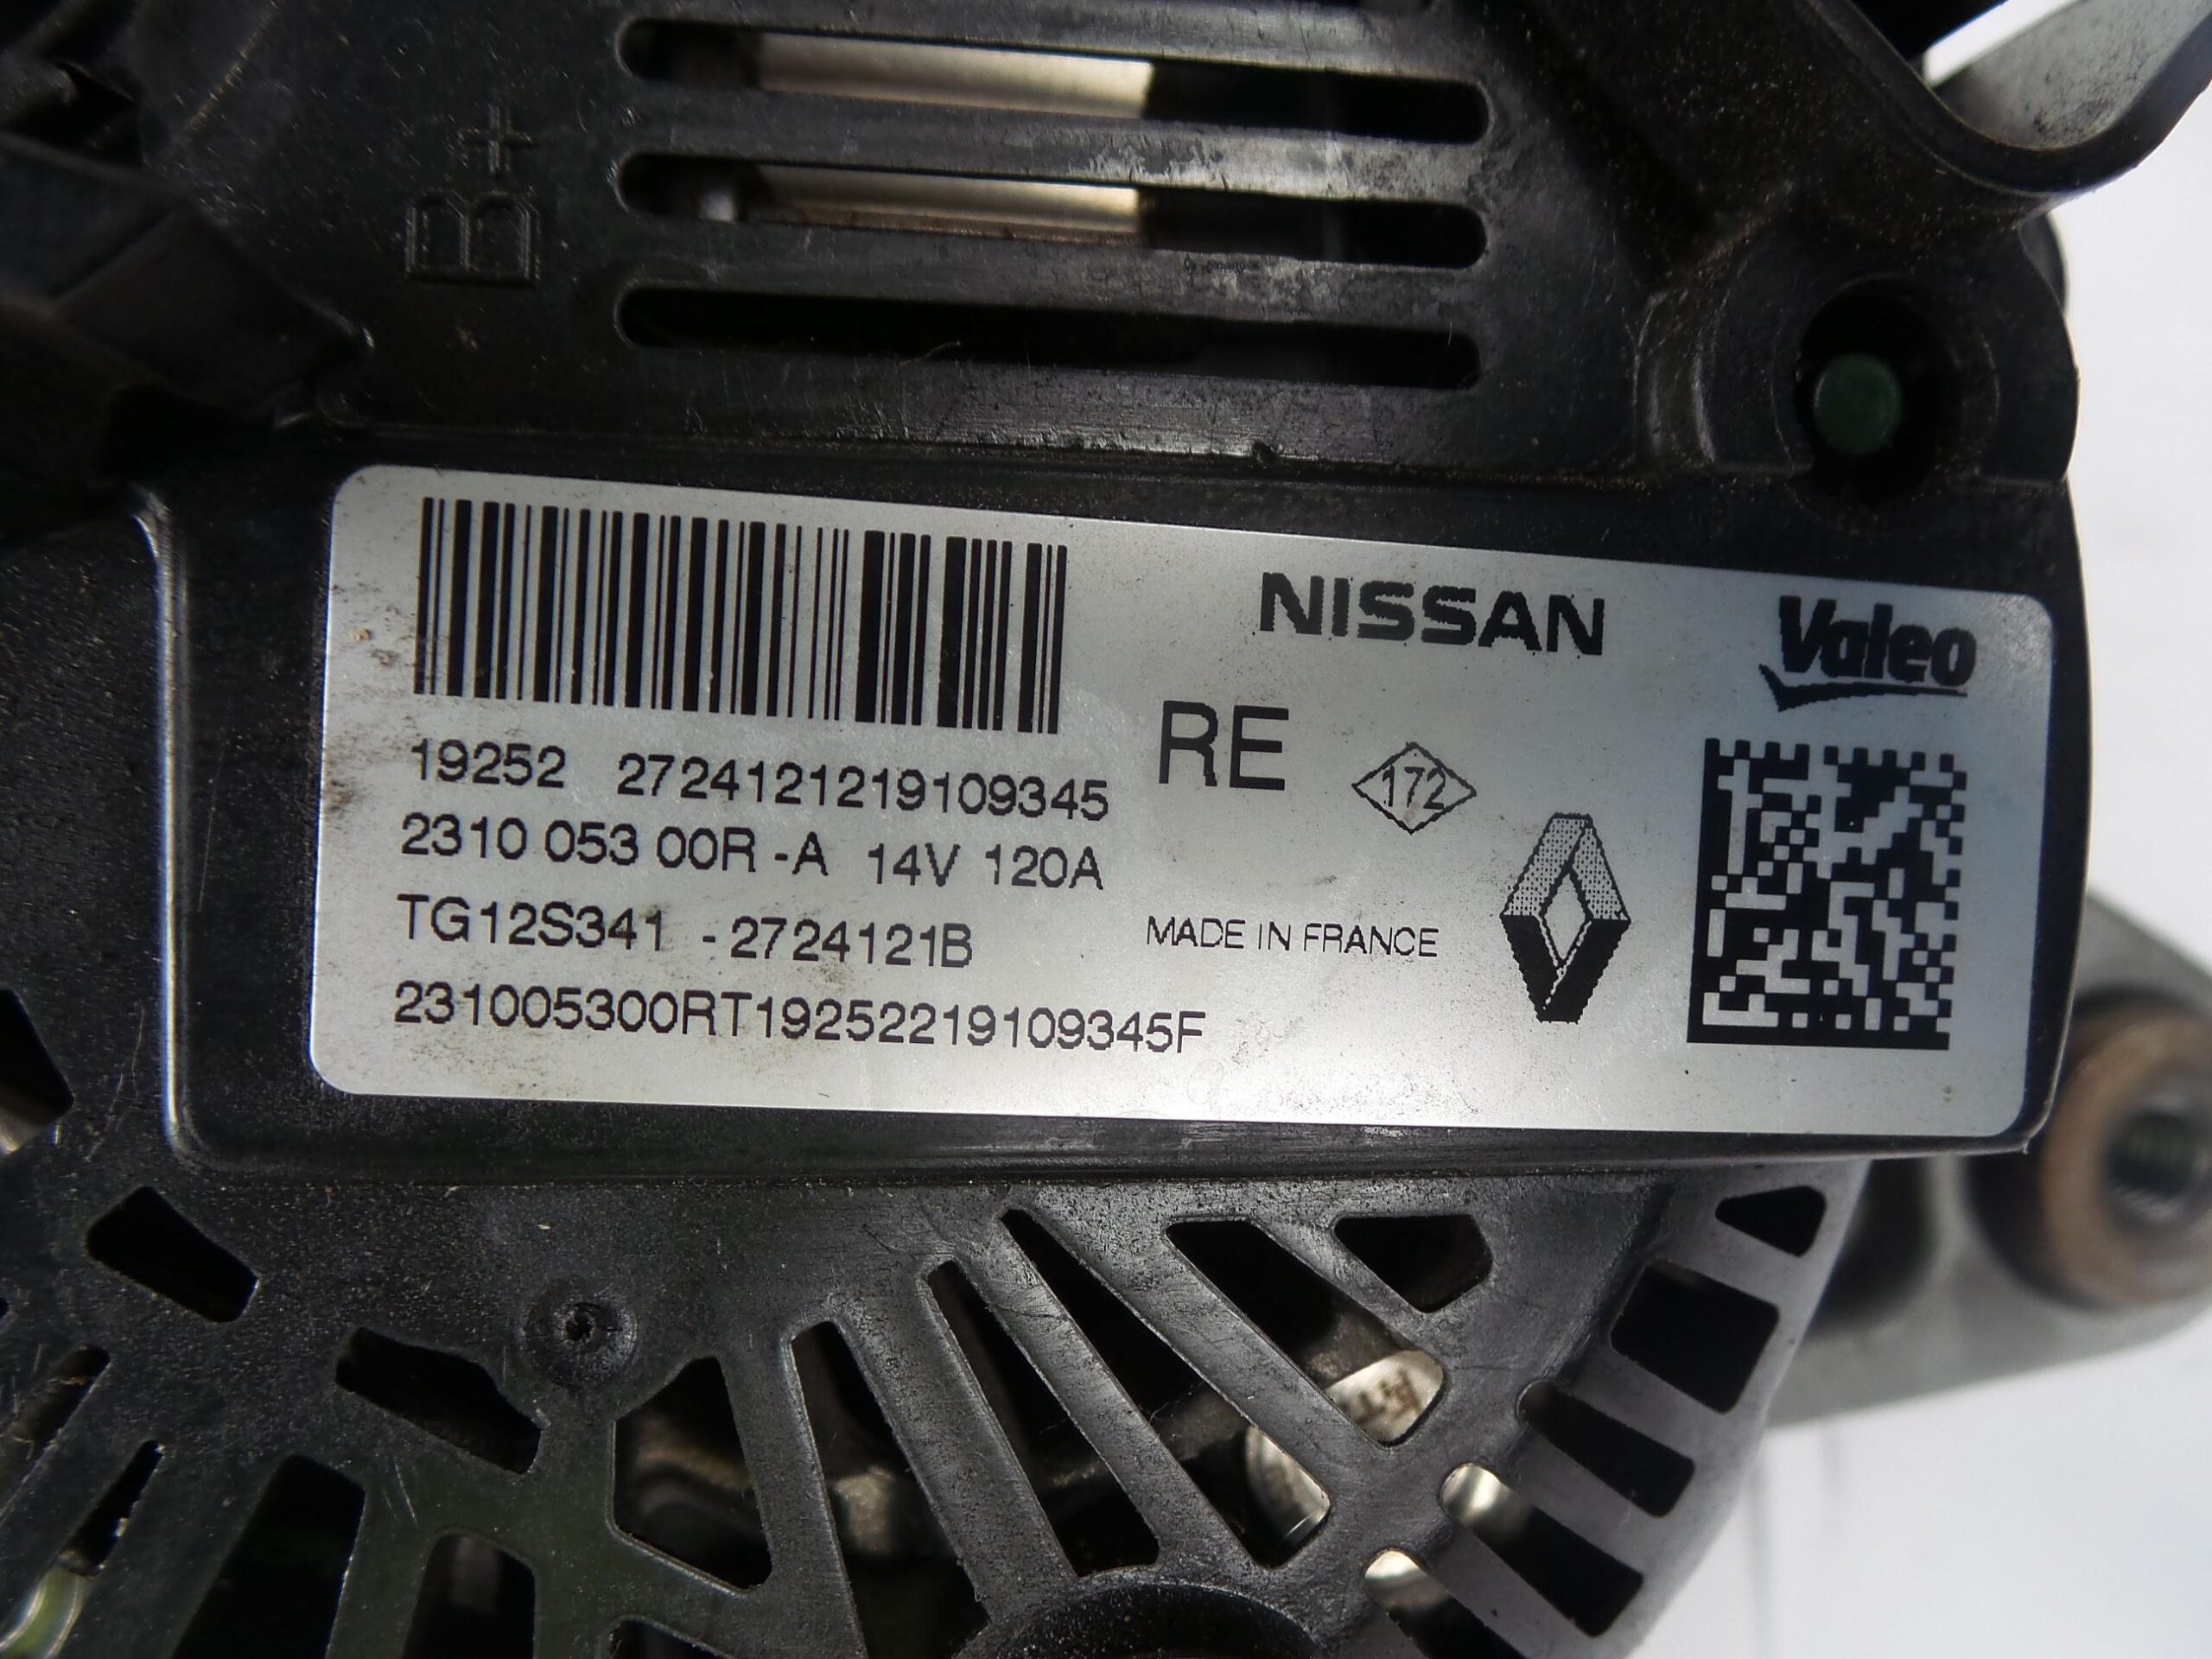 B+
NISSAN
Valeo
RE
172
19252 2724121219109345
2310 053 00R -A 14V 120A
TG12S341 -2724121B
MADE IN FRANCE
231005300RT19252219109345F